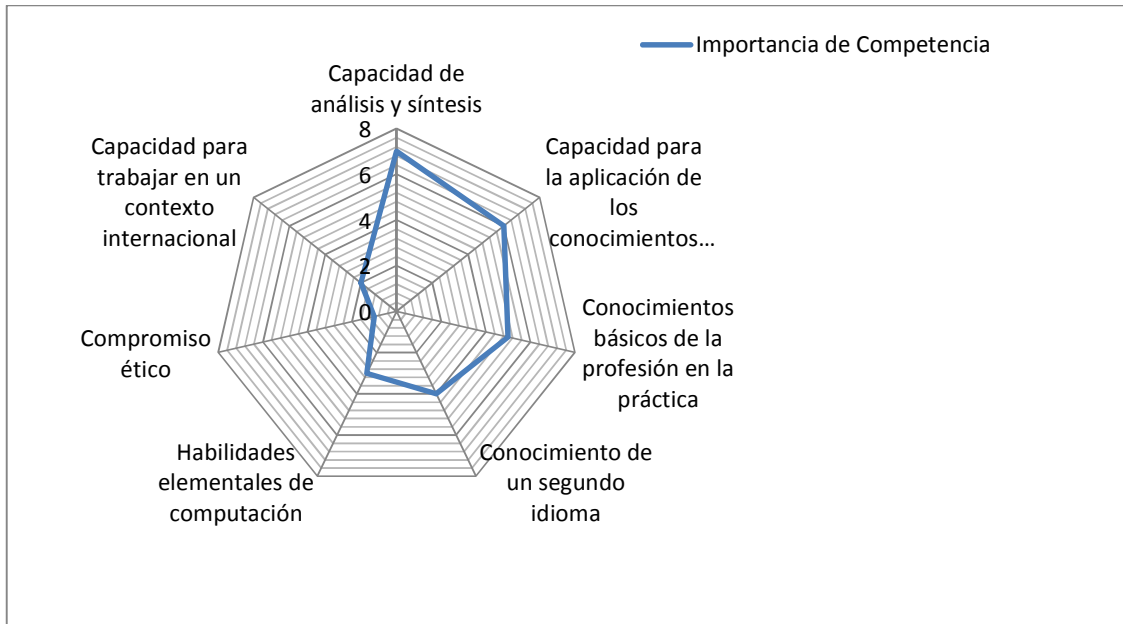 Importancia de Competencia
Capacidad de
análisis y síntesis
Capacidad para
la aplicación de
los
conocimientos...
Conocimientos
básicos de la
profesión en la
práctica
Conocimiento de
un segundo
idioma
Habilidades
elementales de
computación
Compromiso
ético
Capacidad para
trabajar en un
contexto
internacional
8
6
4
2
0